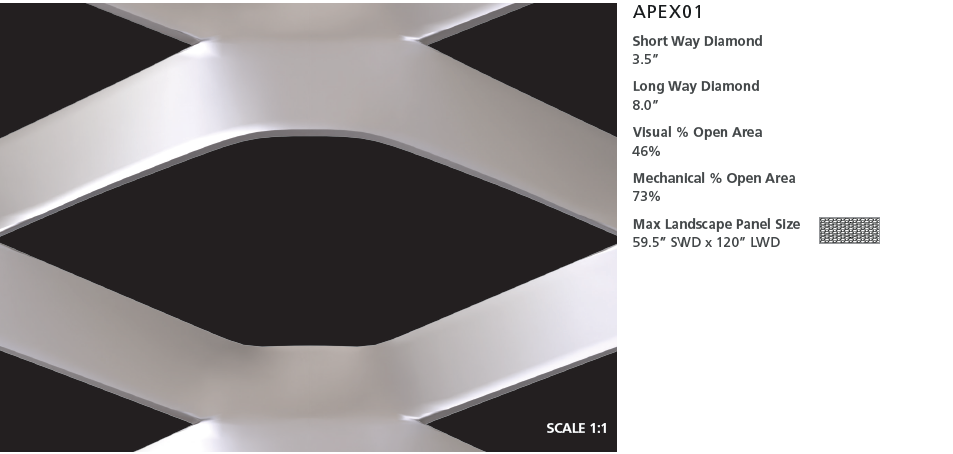 APEX01
Short Way Diamond
3.5”
Long Way Diamond
8.0”
Visual % Open Area
46%
Mechanical % Open Area
73%
Max Landscape Panel Size
59.5” SWD x 120” LWD
SCALE 1:1